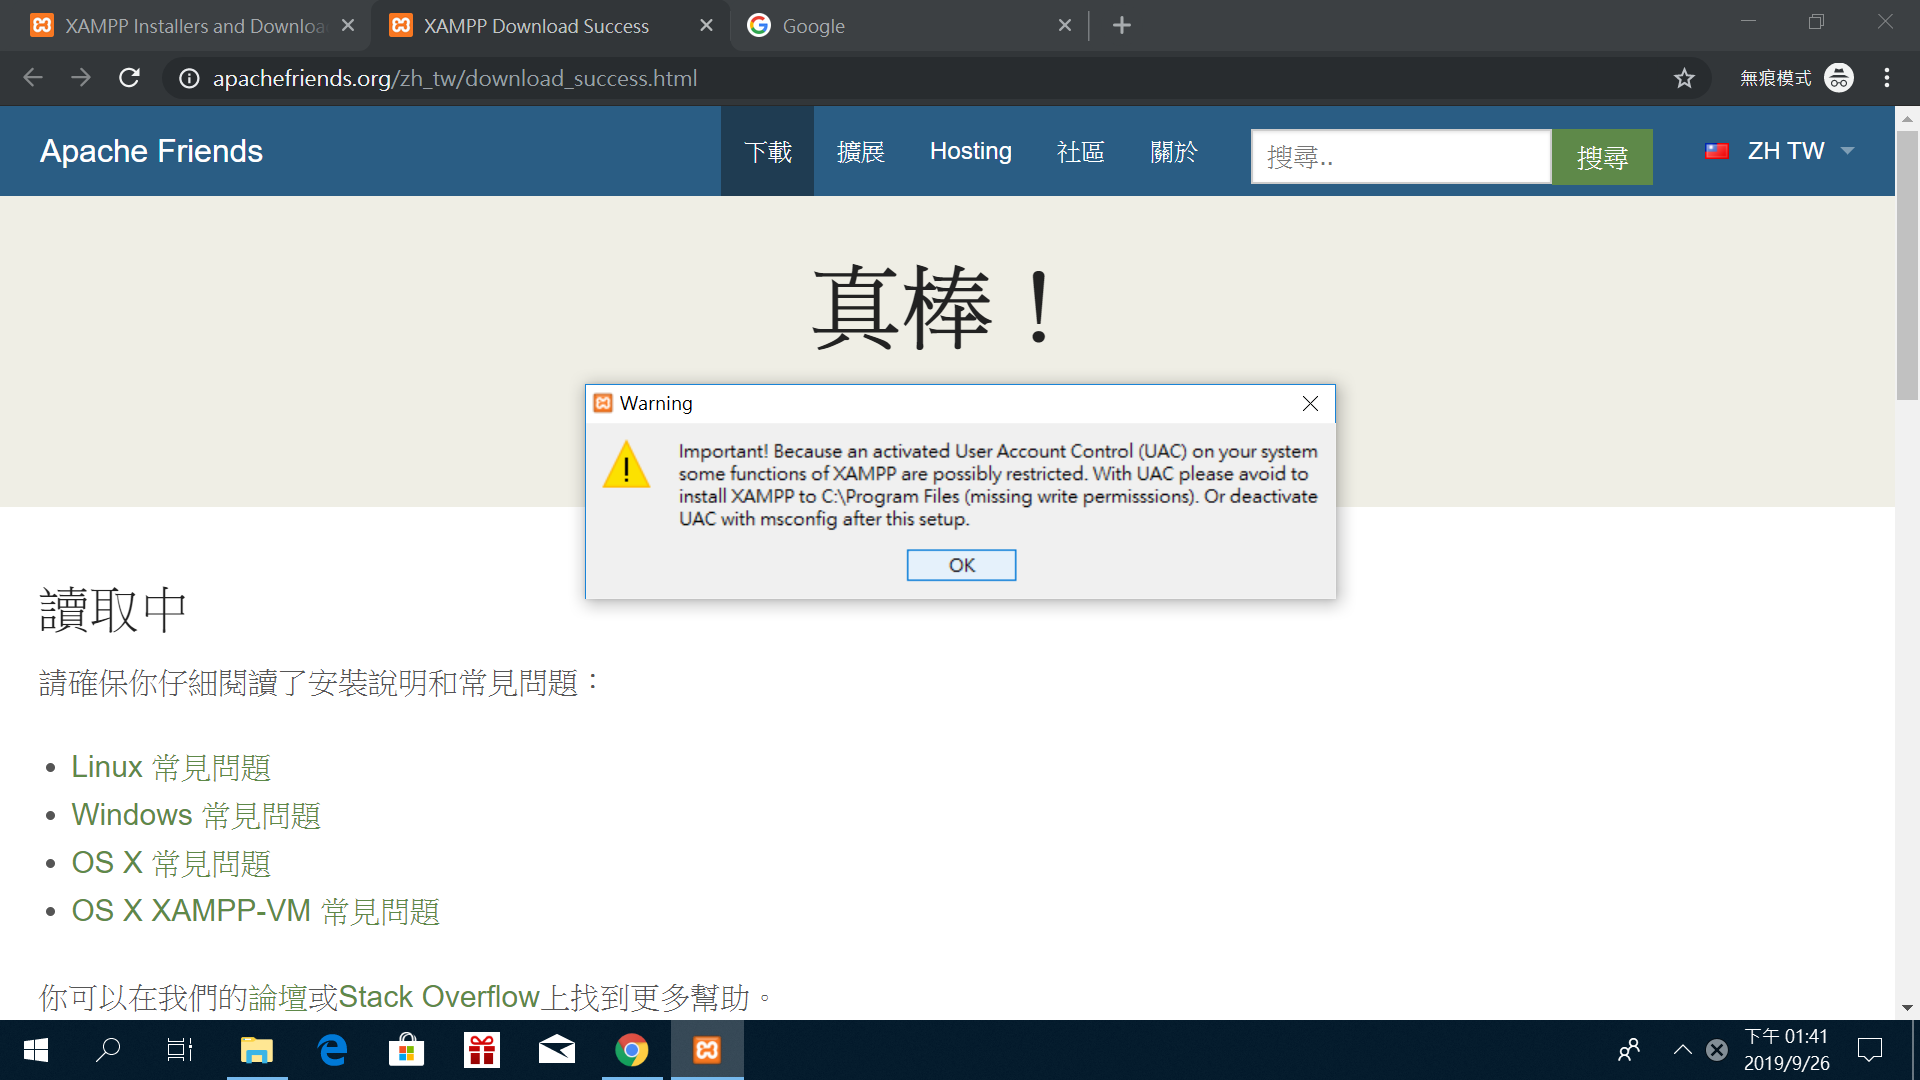 XAMPP Installers and Downloa
XAMPP Download Success
Google
apachefriends.org/zh_tw/download_success.html
無痕模式
Apache Friends
下載
擴展
Hosting
社區
關於
搜尋..
搜尋
ZH TW
真棒！
Warning
Important! Because an activated User Account Control (UAC) on your system
some functions of XAMPP are possibly restricted. With UAC please avoid to
install XAMPP to C:\Program Files (missing write permisssions). Or deactivate
UAC with msconfig after this setup.
OK
讀取中
請確保你仔細閱讀了安裝說明和常見問題：
• Linux 常見問題
• Windows 常見問題
• OS X 常見問題
• OS X XAMPP-VM 常見問題
你可以在我們的論壇或Stack Overflow上找到更多幫助。
下午 01:41
2019/9/26